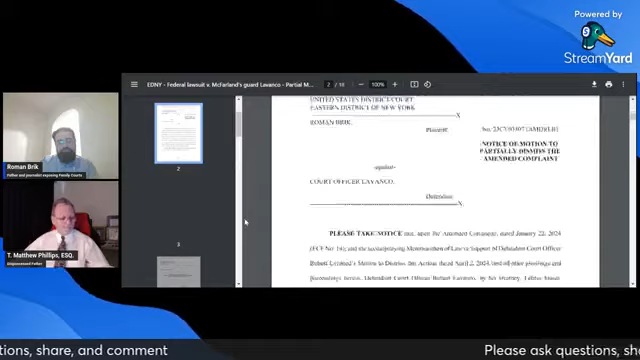 Powered by
StreamYard
EDNY - Federal lawsuit v. McFarland's guard Lavanco - Partial M...
2 / 18
100%
2
3
UNITED STATES DISTRICT COURT
EASTERN DISTRICT OF NEW YORK
X
ROMAN BRIK,
Plaintiff,
NOTICE OF MOTION TO
PARTIALLY DISMISS THE
AMENDED COMPLAINT
-against-
COURT OFFICER LAVANCO,
Defendant.
X
PLEASE TAKE NOTICE that, upon the Amended Complaint, dated January 22, 2024
and the accompanying Memorandum of Law in Support of Defendant Court Officer
Robert Lavanco's Motion to Dismiss the Action dated April 2, 2024, and all other pleadings and
proceedings herein, Defendant Court Officer Robert Lavanco, by his attorney, Letitia James
Roman Brik
Father and journalist exposing Family Courts
T. Matthew Phillips, ESQ.
tions, share, and comment
Please ask questions, sh